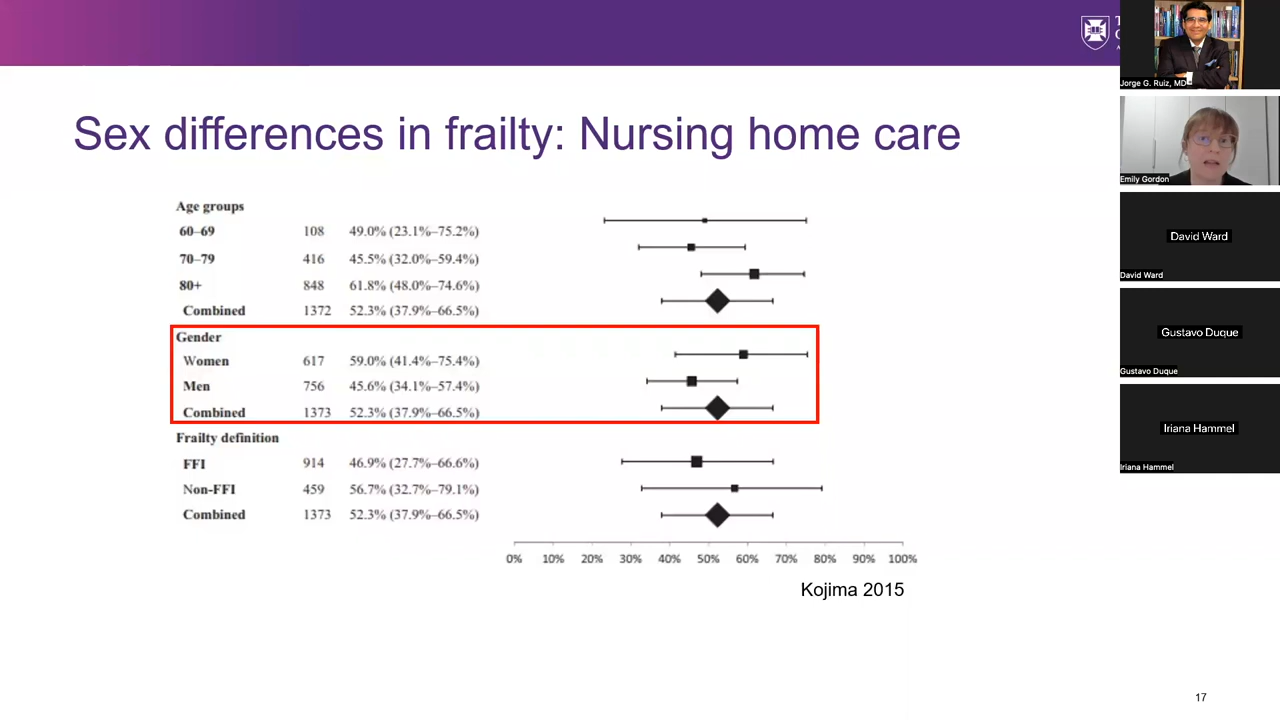 Sex differences in frailty: Nursing home care
Age groups
60–69 108 49.0% (23.1%–75.2%)
70–79 416 45.5% (32.0%–59.4%)
80+ 848 61.8% (48.0%–74.6%)
Combined 1372 52.3% (37.9%–66.5%)
Gender
Women 617 59.0% (41.4%–75.4%)
Men 756 45.6% (34.1%–57.4%)
Combined 1373 52.3% (37.9%–66.5%)
Frailty definition
FFI 914 46.9% (27.7%–66.6%)
Non-FFI 459 56.7% (32.7%–79.1%)
Combined 1373 52.3% (37.9%–66.5%)
0% 10% 20% 30% 40% 50% 60% 70% 80% 90% 100%
Kojima 2015
17
Jorge G. Ruiz, MD
Emily Gordon
David Ward
David Ward
Gustavo Duque
Gustavo Duque
Iriana Hammel
Iriana Hammel